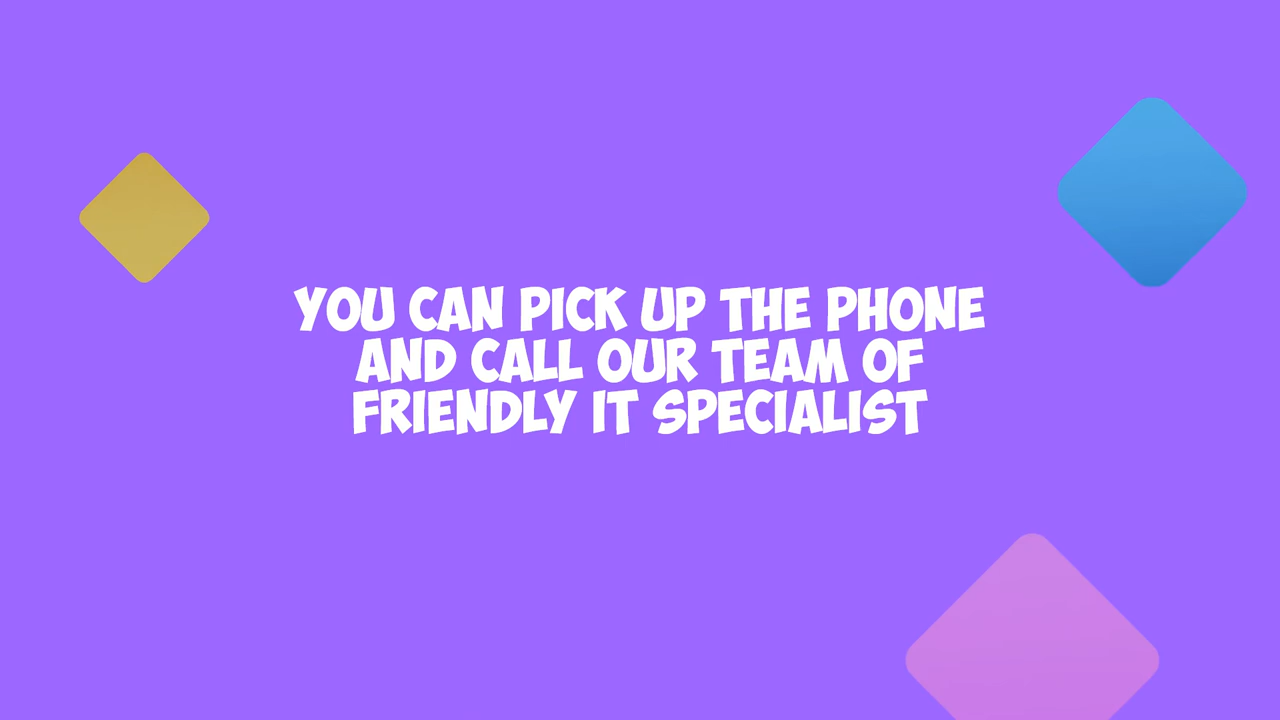 YOU CAN PICK UP THE PHONE
AND CALL OUR TEAM OF
FRIENDLY IT SPECIALIST